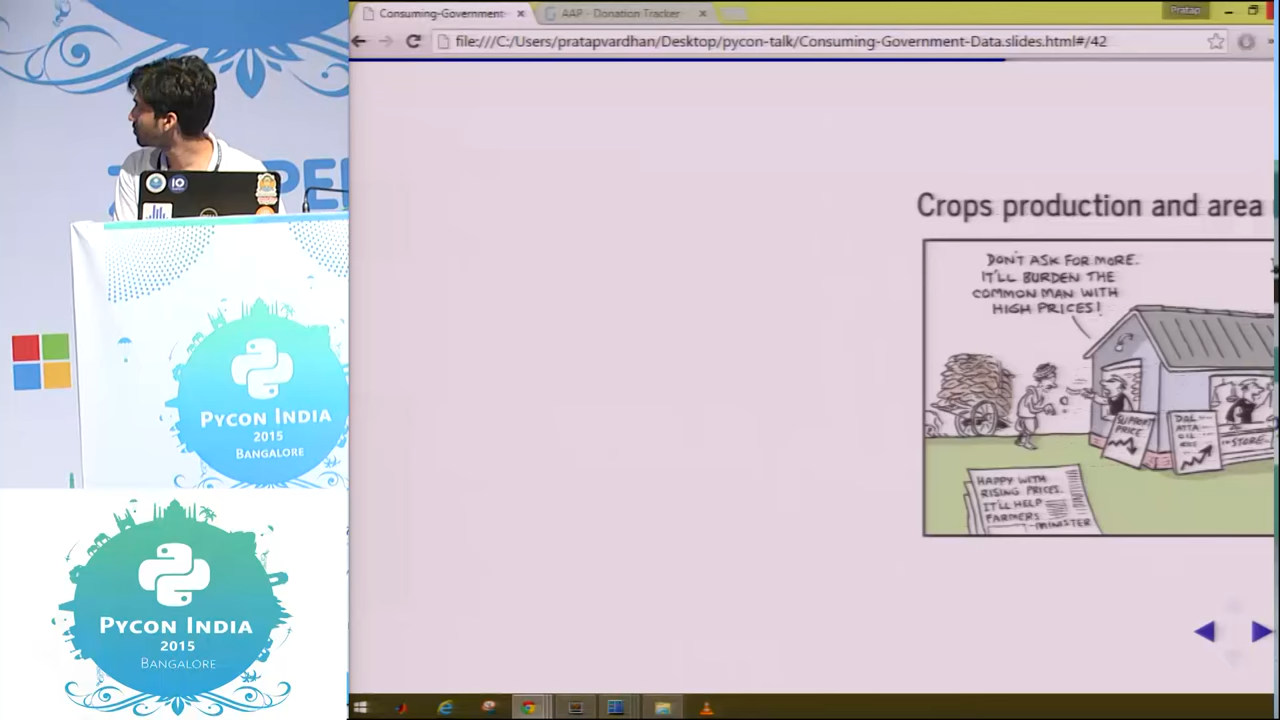 Consuming-Government-
AAP - Donation Tracker
Pratap
file:///C:/Users/pratapvardhan/Desktop/pycon-talk/Consuming-Government-Data.slides.html#/42
Crops production and area
DON'T ASK FOR MORE.
IT'LL BURDEN THE
COMMON MAN WITH
HIGH PRICES!
SUPPORT
PRICE
DAL
ATTA
OIL
STORE
HAPPY WITH
RISING PRICES.
IT'LL HELP
FARMERS
-MINISTER
IO
PE
PYCON INDIA
2015
BANGALORE
PYCON INDIA
2015
BANGALORE